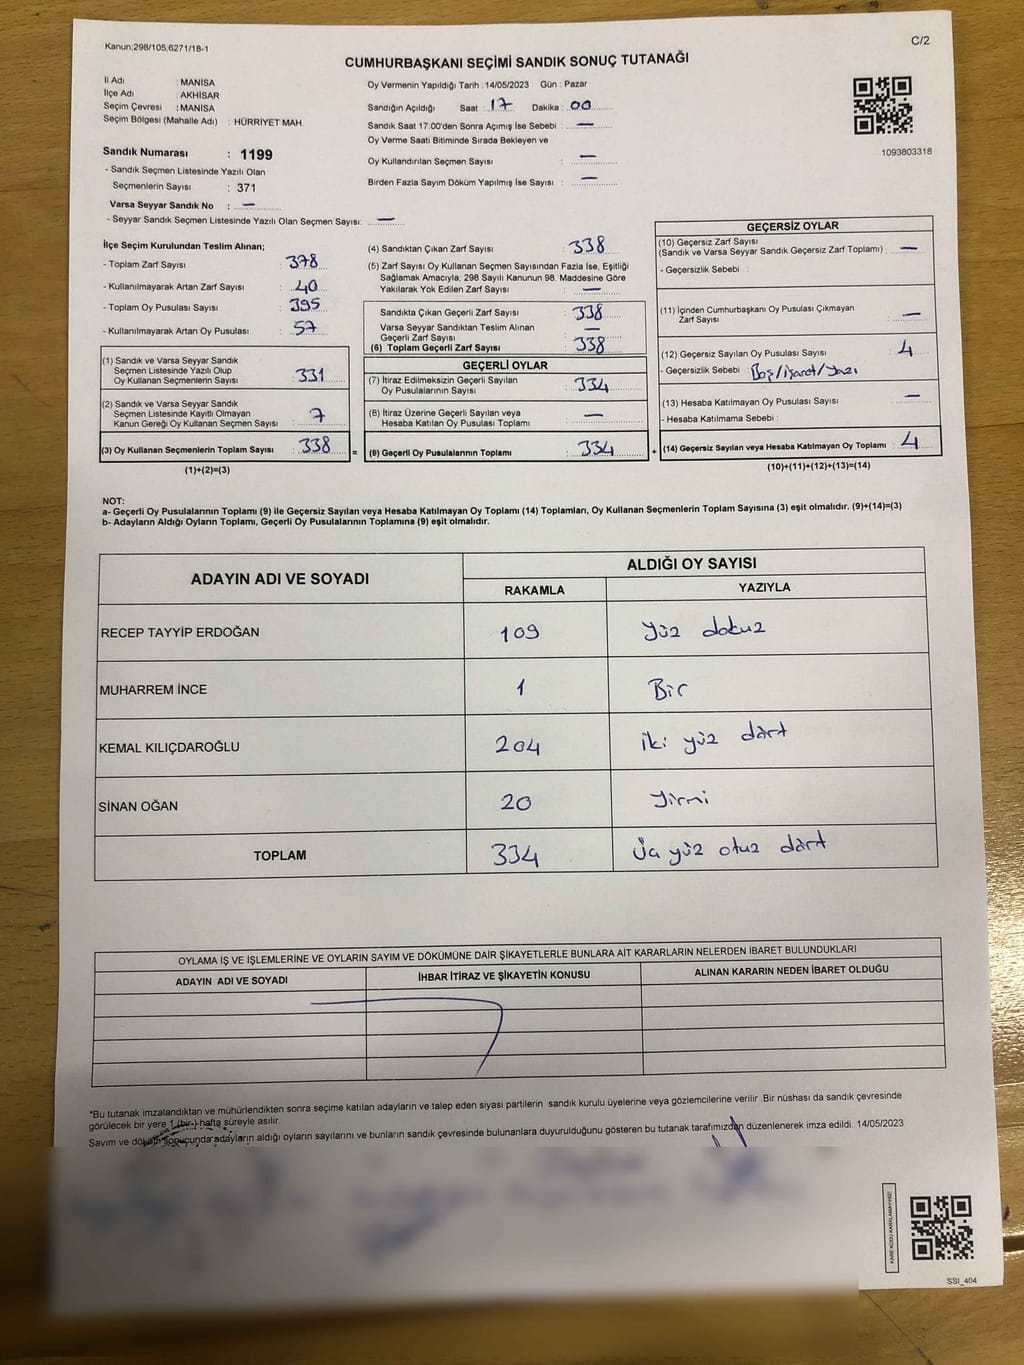 Kanun;298/105;6271/18-1
C/2
CUMHURBAŞKANI SEÇİMİ SANDIK SONUÇ TUTANAĞI
İl Adı : MANİSA
İlçe Adı : AKHİSAR
Seçim Çevresi : MANİSA
Seçim Bölgesi (Mahalle Adı) : HÜRRİYET MAH.
Sandık Numarası : 1199
- Sandık Seçmen Listesinde Yazılı Olan
Seçmenlerin Sayısı : 371
Varsa Seyyar Sandık No : —
- Seyyar Sandık Seçmen Listesinde Yazılı Olan Seçmen Sayısı: —
Oy Vermenin Yapıldığı Tarih : 14/05/2023 Gün : Pazar
Sandığın Açıldığı Saat : 17 Dakika : 00
Sandık Saat 17:00'den Sonra Açımış İse Sebebi : —
Oy Verme Saati Bitiminde Sırada Bekleyen ve
Oy Kullandırılan Seçmen Sayısı : —
Birden Fazla Sayım Döküm Yapılmış İse Sayısı : —
1093803318
İlçe Seçim Kurulundan Teslim Alınan;
- Toplam Zarf Sayısı : 378
- Kullanılmayarak Artan Zarf Sayısı : 40
- Toplam Oy Pusulası Sayısı : 395
- Kullanılmayarak Artan Oy Pusulası : 57
(1) Sandık ve Varsa Seyyar Sandık
Seçmen Listesinde Yazılı Olup
Oy Kullanan Seçmenlerin Sayısı : 331
(2) Sandık ve Varsa Seyyar Sandık
Seçmen Listesinde Kayıtlı Olmayan
Kanun Gereği Oy Kullanan Seçmen Sayısı : 7
(3) Oy Kullanan Seçmenlerin Toplam Sayısı : 338
(1)+(2)=(3)
(4) Sandıktan Çıkan Zarf Sayısı : 338
(5) Zarf Sayısı Oy Kullanan Seçmen Sayısından Fazla İse, Eşitliği
Sağlamak Amacıyla; 298 Sayılı Kanunun 98. Maddesine Göre
Yakılarak Yok Edilen Zarf Sayısı : —
Sandıkta Çıkan Geçerli Zarf Sayısı : 338
Varsa Seyyar Sandıktan Teslim Alınan
Geçerli Zarf Sayısı : —
(6) Toplam Geçerli Zarf Sayısı : 338
GEÇERLİ OYLAR
(7) İtiraz Edilmeksizin Geçerli Sayılan
Oy Pusulalarının Sayısı : 334
(8) İtiraz Üzerine Geçerli Sayılan veya
Hesaba Katılan Oy Pusulası Toplamı : —
= (9) Geçerli Oy Pusulalarının Toplamı : 334 +
GEÇERSİZ OYLAR
(10) Geçersiz Zarf Sayısı
(Sandık ve Varsa Seyyar Sandık Geçersiz Zarf Toplamı) : —
- Geçersizlik Sebebi :
(11) İçinden Cumhurbaşkanı Oy Pusulası Çıkmayan
Zarf Sayısı : —
(12) Geçersiz Sayılan Oy Pusulası Sayısı : 4
- Geçersizlik Sebebi : Boş/işaret/Yazı
(13) Hesaba Katılmayan Oy Pusulası Sayısı : —
- Hesaba Katılmama Sebebi :
(14) Geçersiz Sayılan veya Hesaba Katılmayan Oy Toplamı : 4
(10)+(11)+(12)+(13)=(14)
NOT:
a- Geçerli Oy Pusulalarının Toplamı (9) ile Geçersiz Sayılan veya Hesaba Katılmayan Oy Toplamı (14) Toplamları, Oy Kullanan Seçmenlerin Toplam Sayısına (3) eşit olmalıdır. (9)+(14)=(3)
b- Adayların Aldığı Oyların Toplamı, Geçerli Oy Pusulalarının Toplamına (9) eşit olmalıdır.
ADAYIN ADI VE SOYADI
ALDIĞI OY SAYISI
RAKAMLA YAZIYLA
RECEP TAYYİP ERDOĞAN 109 yüz dokuz
MUHARREM İNCE 1 Bir
KEMAL KILIÇDAROĞLU 204 iki yüz dört
SİNAN OĞAN 20 yirmi
TOPLAM 334 üç yüz otuz dört
OYLAMA İŞ VE İŞLEMLERİNE VE OYLARIN SAYIM VE DÖKÜMÜNE DAİR ŞİKAYETLERLE BUNLARA AİT KARARLARIN NELERDEN İBARET BULUNDUKLARI
ADAYIN ADI VE SOYADI İHBAR İTİRAZ VE ŞİKAYETİN KONUSU ALINAN KARARIN NEDEN İBARET OLDUĞU
*Bu tutanak imzalandıktan ve mühürlendikten sonra seçime katılan adayların ve talep eden siyasi partilerin sandık kurulu üyelerine veya gözlemcilerine verilir .Bir nüshası da sandık çevresinde
görülecek bir yere 1 (bir-) hafta süreyle asılır.
Sayım ve döküm sonucunda adayların aldığı oyların sayılarını ve bunların sandık çevresinde bulunanlara duyurulduğunu gösteren bu tutanak tarafımızdan düzenlenerek imza edildi. 14/05/2023
KARE KODU KARALAMAYINIZ!
SSI_404